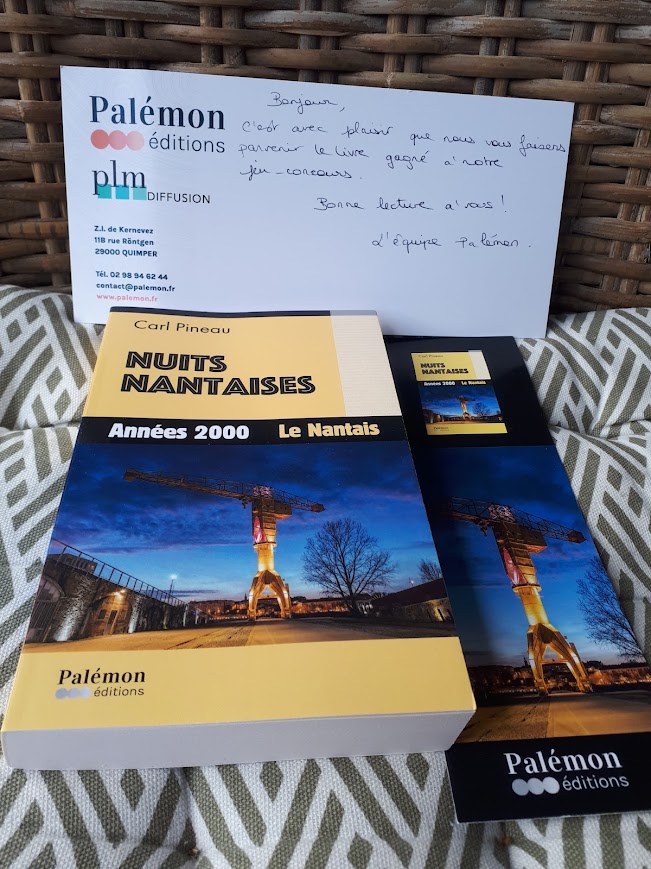 Palémon
éditions
plm
DIFFUSION
Z.I. de Kernevez
11B rue Röntgen
29000 QUIMPER
Tél. 02 98 94 62 44
contact@palemon.fr
www.palemon.fr
Bonjour,
C'est avec plaisir que nous vous faisons
parvenir le livre gagné à notre
jeu-concours.
Bonne lecture à vous !
L'équipe Palémon.
Carl Pineau
NUITS
NANTAISES
Années 2000 Le Nantais
Palémon
éditions
Carl Pineau
NUITS
NANTAISES
Années 2000 Le Nantais
Palémon
éditions